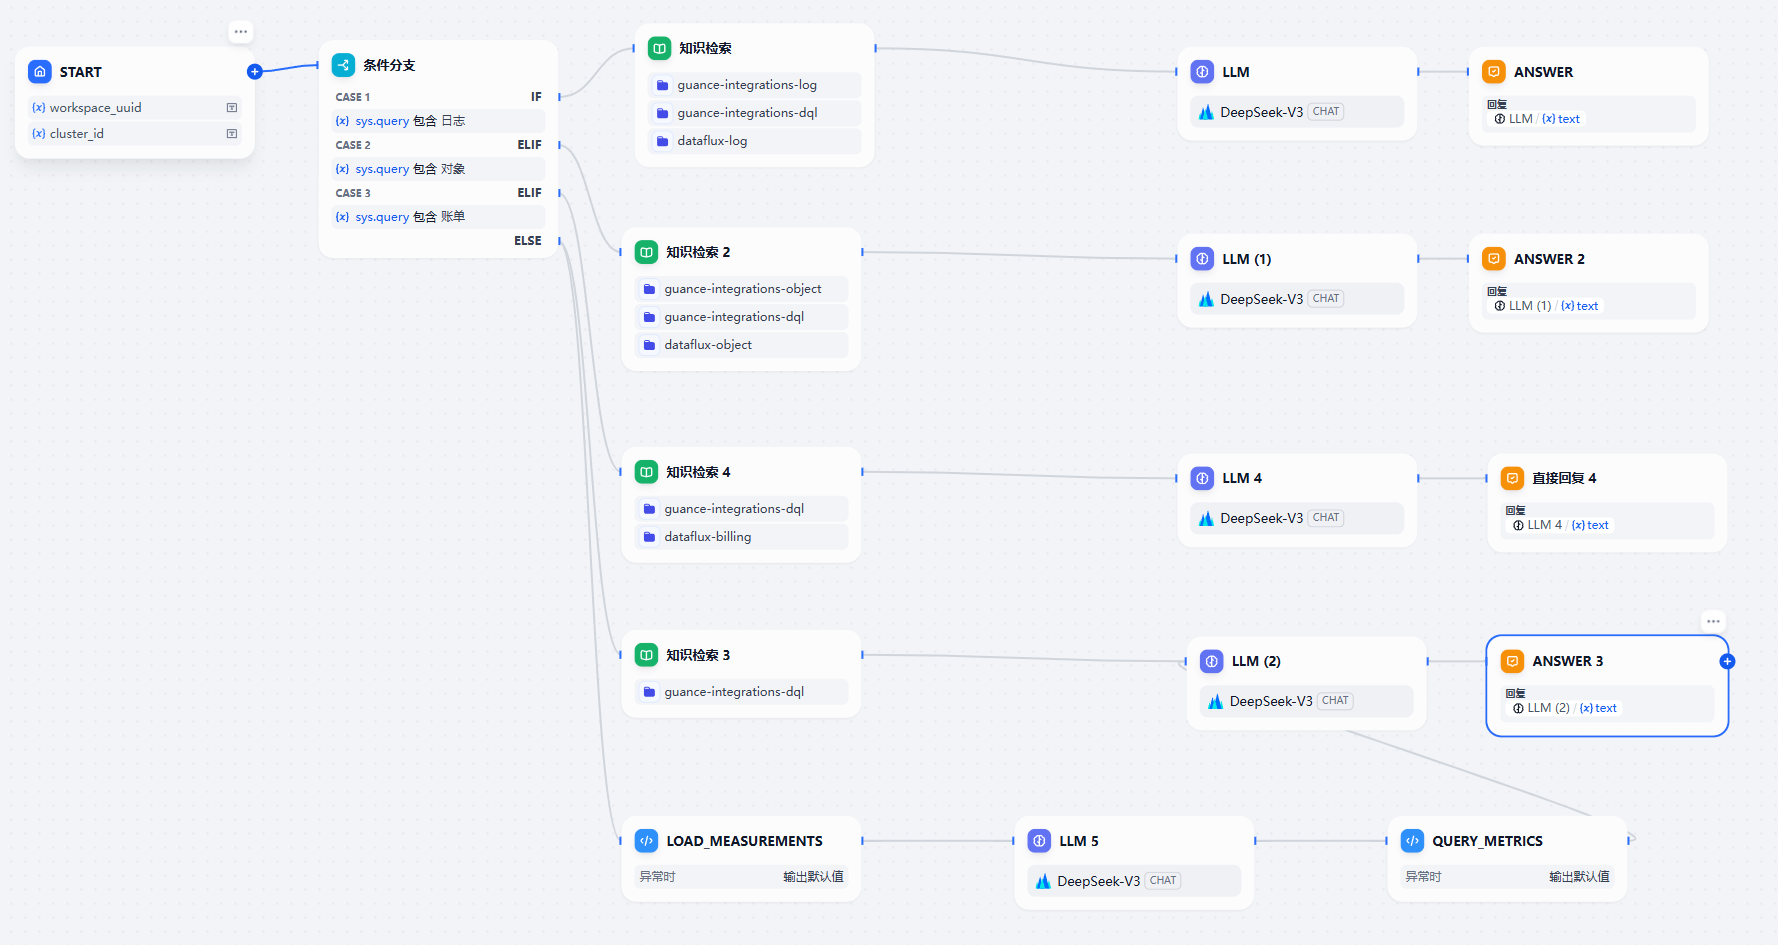 START
{x} workspace_uuid
{x} cluster_id
条件分支
CASE 1 IF
{x} sys.query 包含 日志
CASE 2 ELIF
{x} sys.query 包含 对象
CASE 3 ELIF
{x} sys.query 包含 账单
ELSE
知识检索
guance-integrations-log
guance-integrations-dql
dataflux-log
LLM
DeepSeek-V3 CHAT
ANSWER
回复
LLM / {x} text
知识检索 2
guance-integrations-object
guance-integrations-dql
dataflux-object
LLM (1)
DeepSeek-V3 CHAT
ANSWER 2
回复
LLM (1) / {x} text
知识检索 4
guance-integrations-dql
dataflux-billing
LLM 4
DeepSeek-V3 CHAT
直接回复 4
回复
LLM 4 / {x} text
知识检索 3
guance-integrations-dql
LLM (2)
DeepSeek-V3 CHAT
ANSWER 3
回复
LLM (2) / {x} text
LOAD_MEASUREMENTS
异常时 输出默认值
LLM 5
DeepSeek-V3 CHAT
QUERY_METRICS
异常时 输出默认值